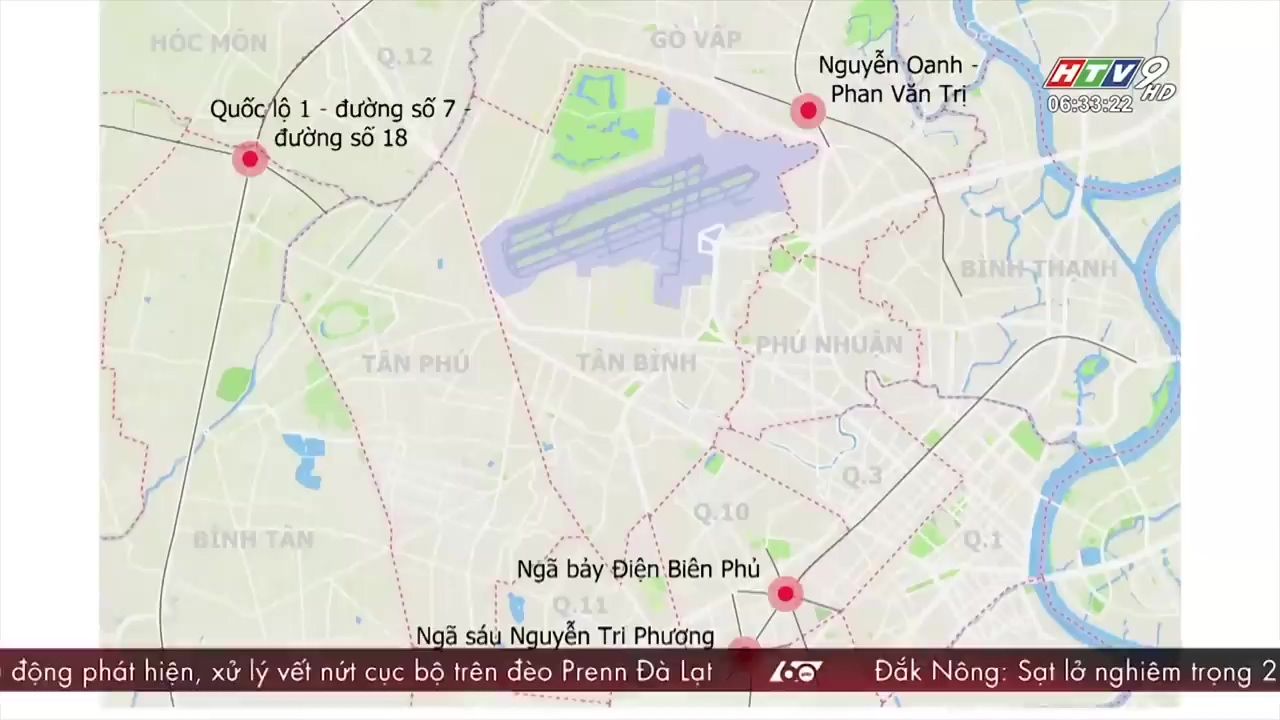 HÓC MÔN
Q.12
GÒ VẤP
Nguyễn Oanh -
Phan Văn Trị
HTV9
HD
06:33:22
Quốc lộ 1 - đường số 7 -
đường số 18
BÌNH THẠNH
TÂN PHÚ
TÂN BÌNH
PHÚ NHUẬN
Q.3
Q.10
BÌNH TÂN
Q.1
Ngã bảy Điện Biên Phủ
Q.11
Ngã sáu Nguyễn Tri Phương
động phát hiện, xử lý vết nứt cục bộ trên đèo Prenn Đà Lạt
60
Đắk Nông: Sạt lở nghiêm trọng 2